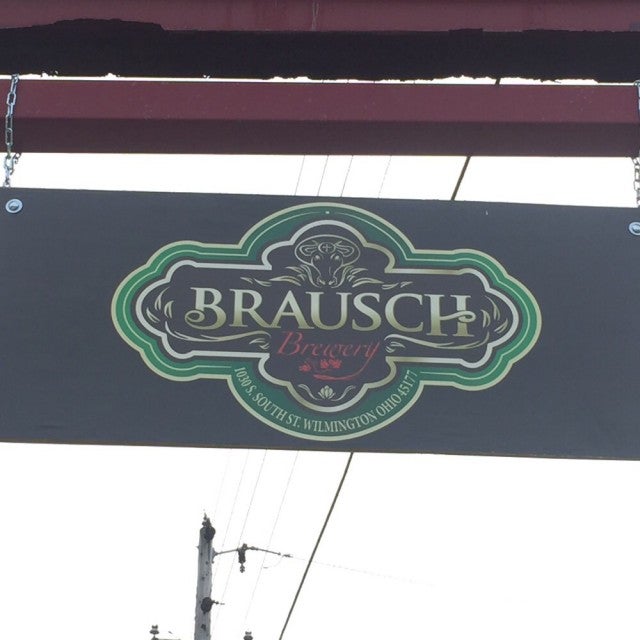 BRAUSCH
Brewery
1030 S. SOUTH ST. WILMINGTON OHIO 45177